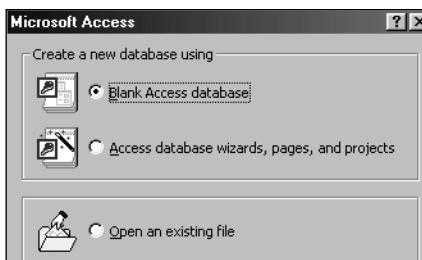 Microsoft Access
Create a new database using
Blank Access database
Access database wizards, pages, and projects
Open an existing file